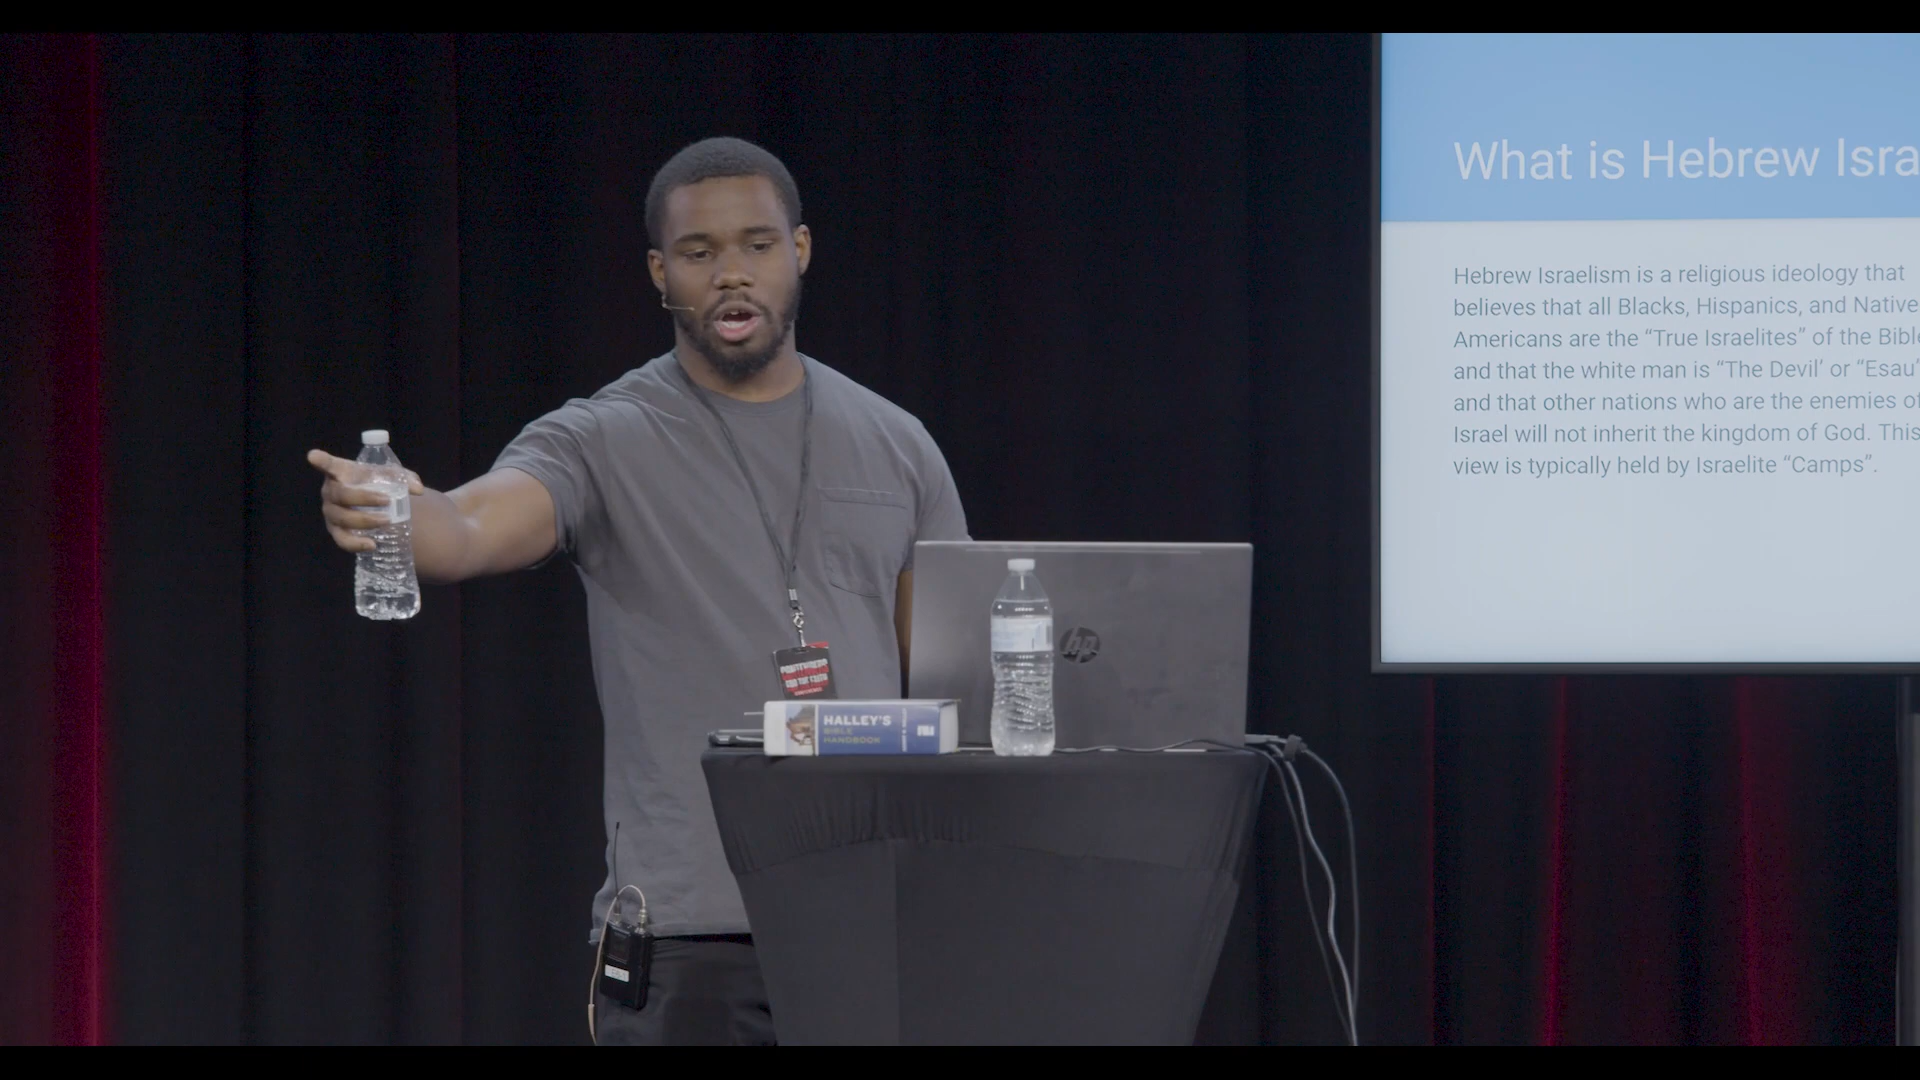 What is Hebrew Isra
Hebrew Israelism is a religious ideology that
believes that all Blacks, Hispanics, and Native
Americans are the “True Israelites” of the Bible
and that the white man is “The Devil’ or “Esau”
and that other nations who are the enemies of
Israel will not inherit the kingdom of God. This
view is typically held by Israelite “Camps”.
hp
FOR THE FAITH
HALLEY'S
BIBLE
HANDBOOK